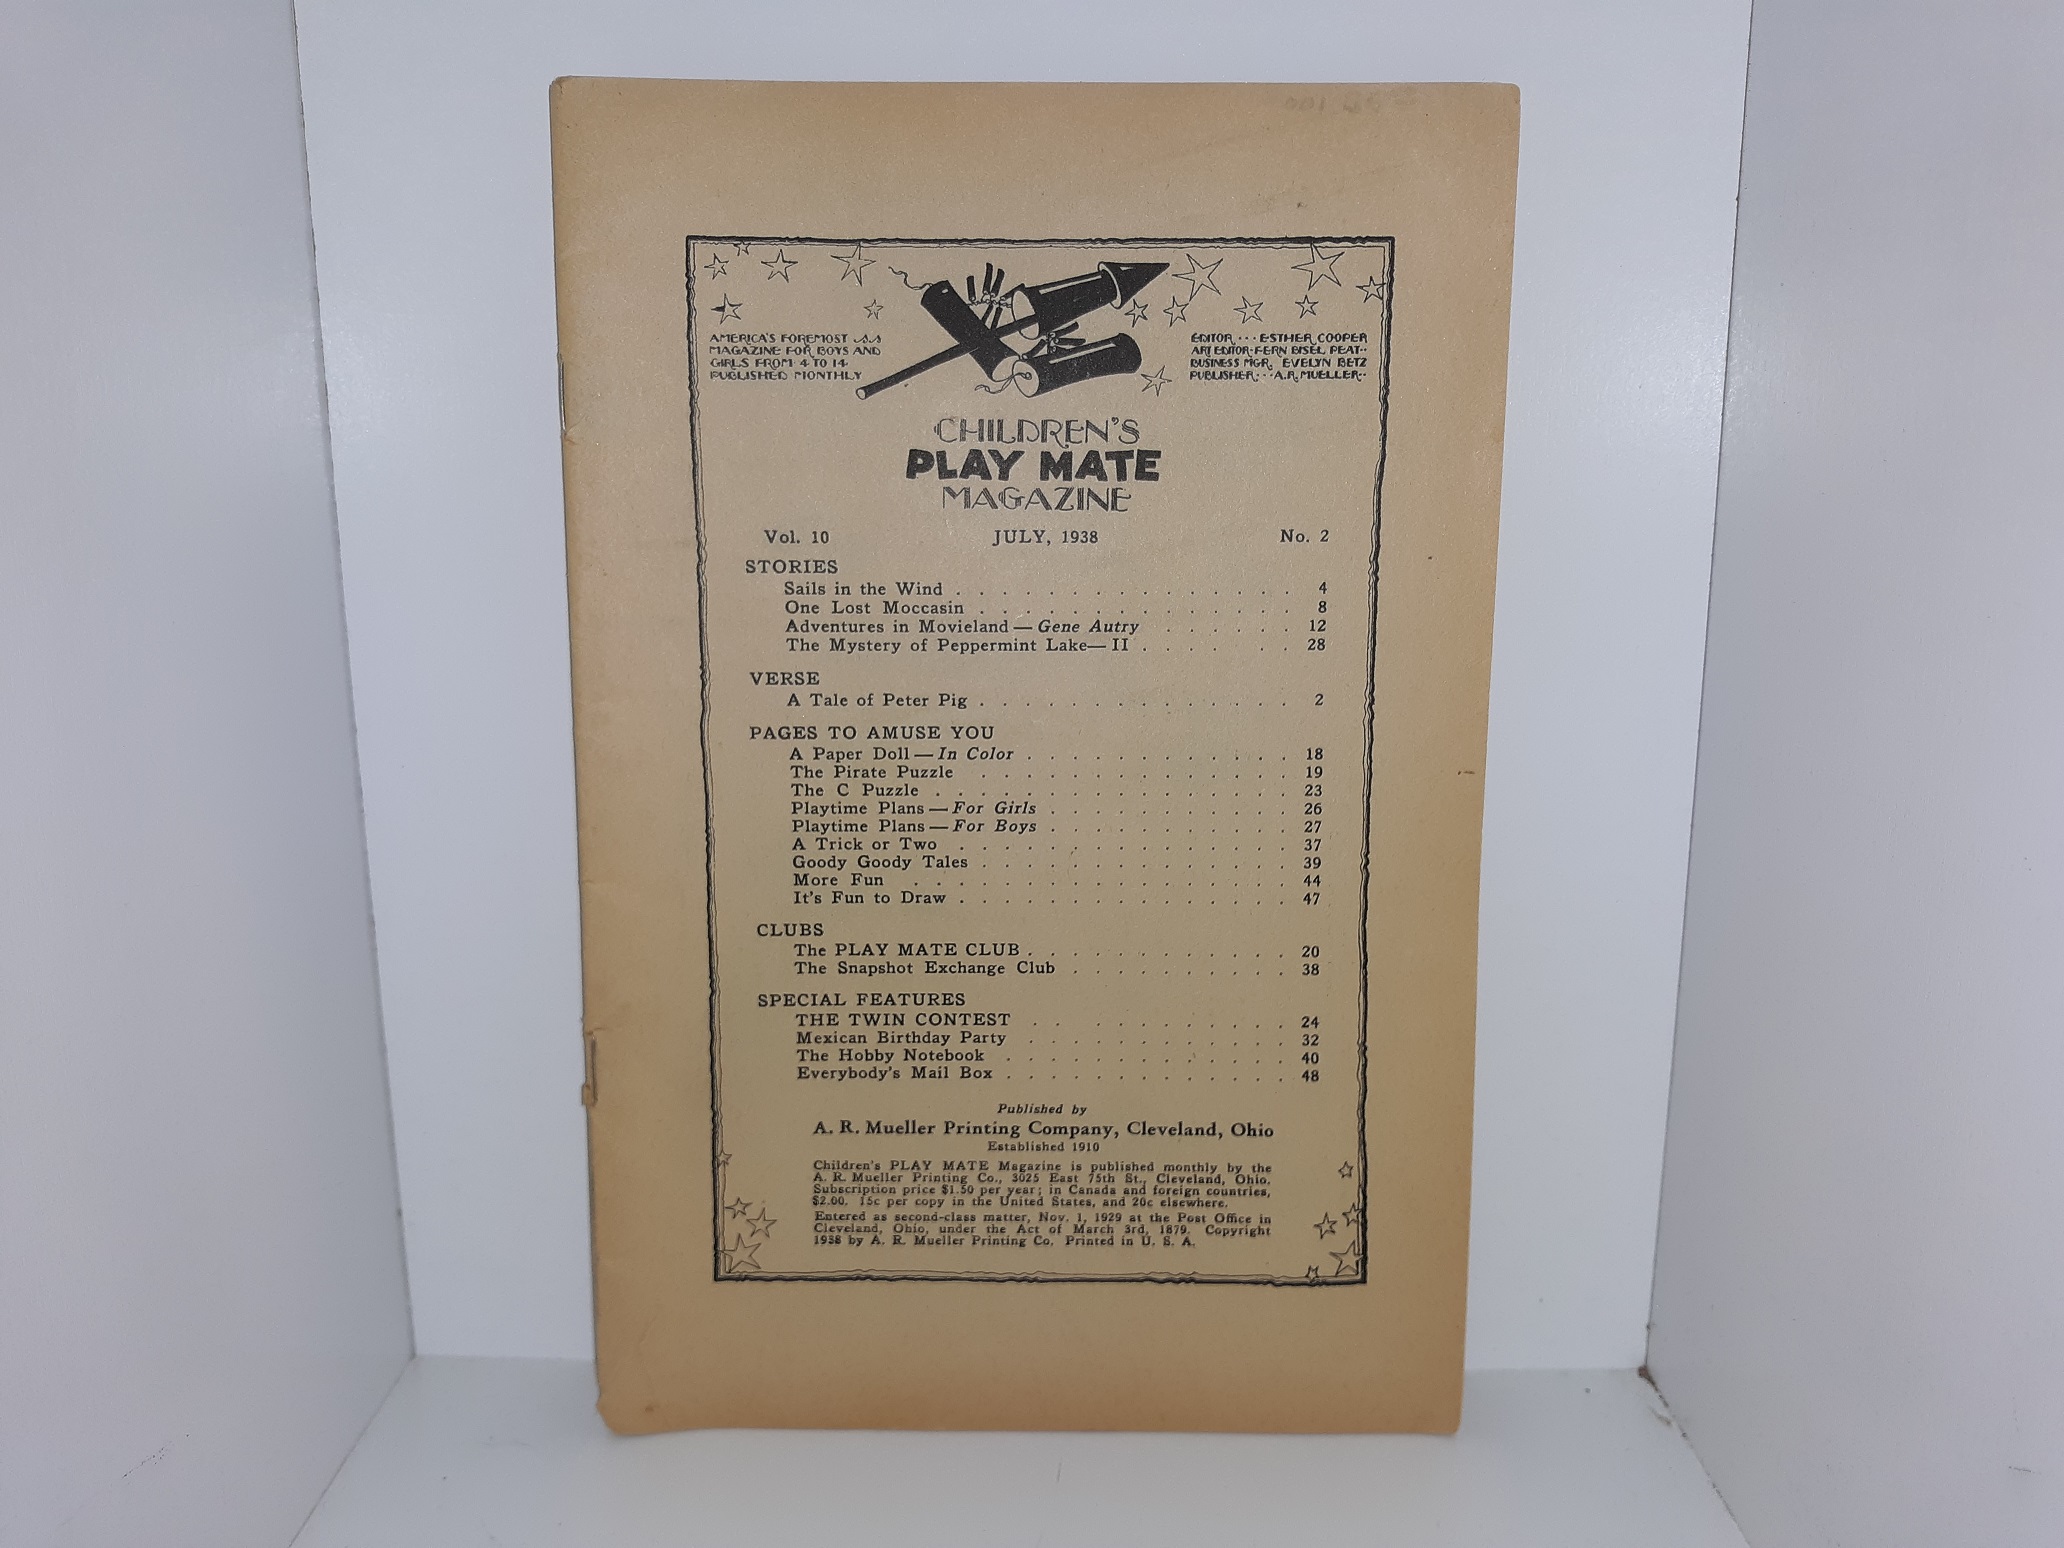 AMERICA'S FOREMOST
MAGAZINE FOR BOYS AND
GIRLS FROM 4 TO 14
PUBLISHED MONTHLY
EDITOR ··· ESTHER COOPER
ART EDITOR·FERN BISEL PEAT··
BUSINESS MGR. EVELYN BETZ
PUBLISHER···A.R. MUELLER··
CHILDREN'S
PLAY MATE
MAGAZINE
Vol. 10 JULY, 1938 No. 2
STORIES
Sails in the Wind . . . . . . . . . . . . . . . 4
One Lost Moccasin . . . . . . . . . . . . . . 8
Adventures in Movieland — Gene Autry . . . . . . 12
The Mystery of Peppermint Lake— II . . . . . . 28
VERSE
A Tale of Peter Pig . . . . . . . . . . . . . . 2
PAGES TO AMUSE YOU
A Paper Doll — In Color . . . . . . . . . . . . 18
The Pirate Puzzle . . . . . . . . . . . . . . 19
The C Puzzle . . . . . . . . . . . . . . . . 23
Playtime Plans — For Girls . . . . . . . . . . . 26
Playtime Plans — For Boys . . . . . . . . . . . 27
A Trick or Two . . . . . . . . . . . . . . . 37
Goody Goody Tales . . . . . . . . . . . . . . 39
More Fun . . . . . . . . . . . . . . . . . 44
It's Fun to Draw . . . . . . . . . . . . . . . 47
CLUBS
The PLAY MATE CLUB . . . . . . . . . . . . 20
The Snapshot Exchange Club . . . . . . . . . . 38
SPECIAL FEATURES
THE TWIN CONTEST . . . . . . . . . . . 24
Mexican Birthday Party . . . . . . . . . . . . 32
The Hobby Notebook . . . . . . . . . . . . . 40
Everybody's Mail Box . . . . . . . . . . . . . 48
Published by
A. R. Mueller Printing Company, Cleveland, Ohio
Established 1910
Children's PLAY MATE Magazine is published monthly by the
A. R. Mueller Printing Co., 3025 East 75th St., Cleveland, Ohio.
Subscription price $1.50 per year; in Canada and foreign countries,
$2.00. 15c per copy in the United States, and 20c elsewhere.
Entered as second-class matter, Nov. 1, 1929 at the Post Office in
Cleveland, Ohio, under the Act of March 3rd, 1879. Copyright
1938 by A. R. Mueller Printing Co. Printed in U. S. A.